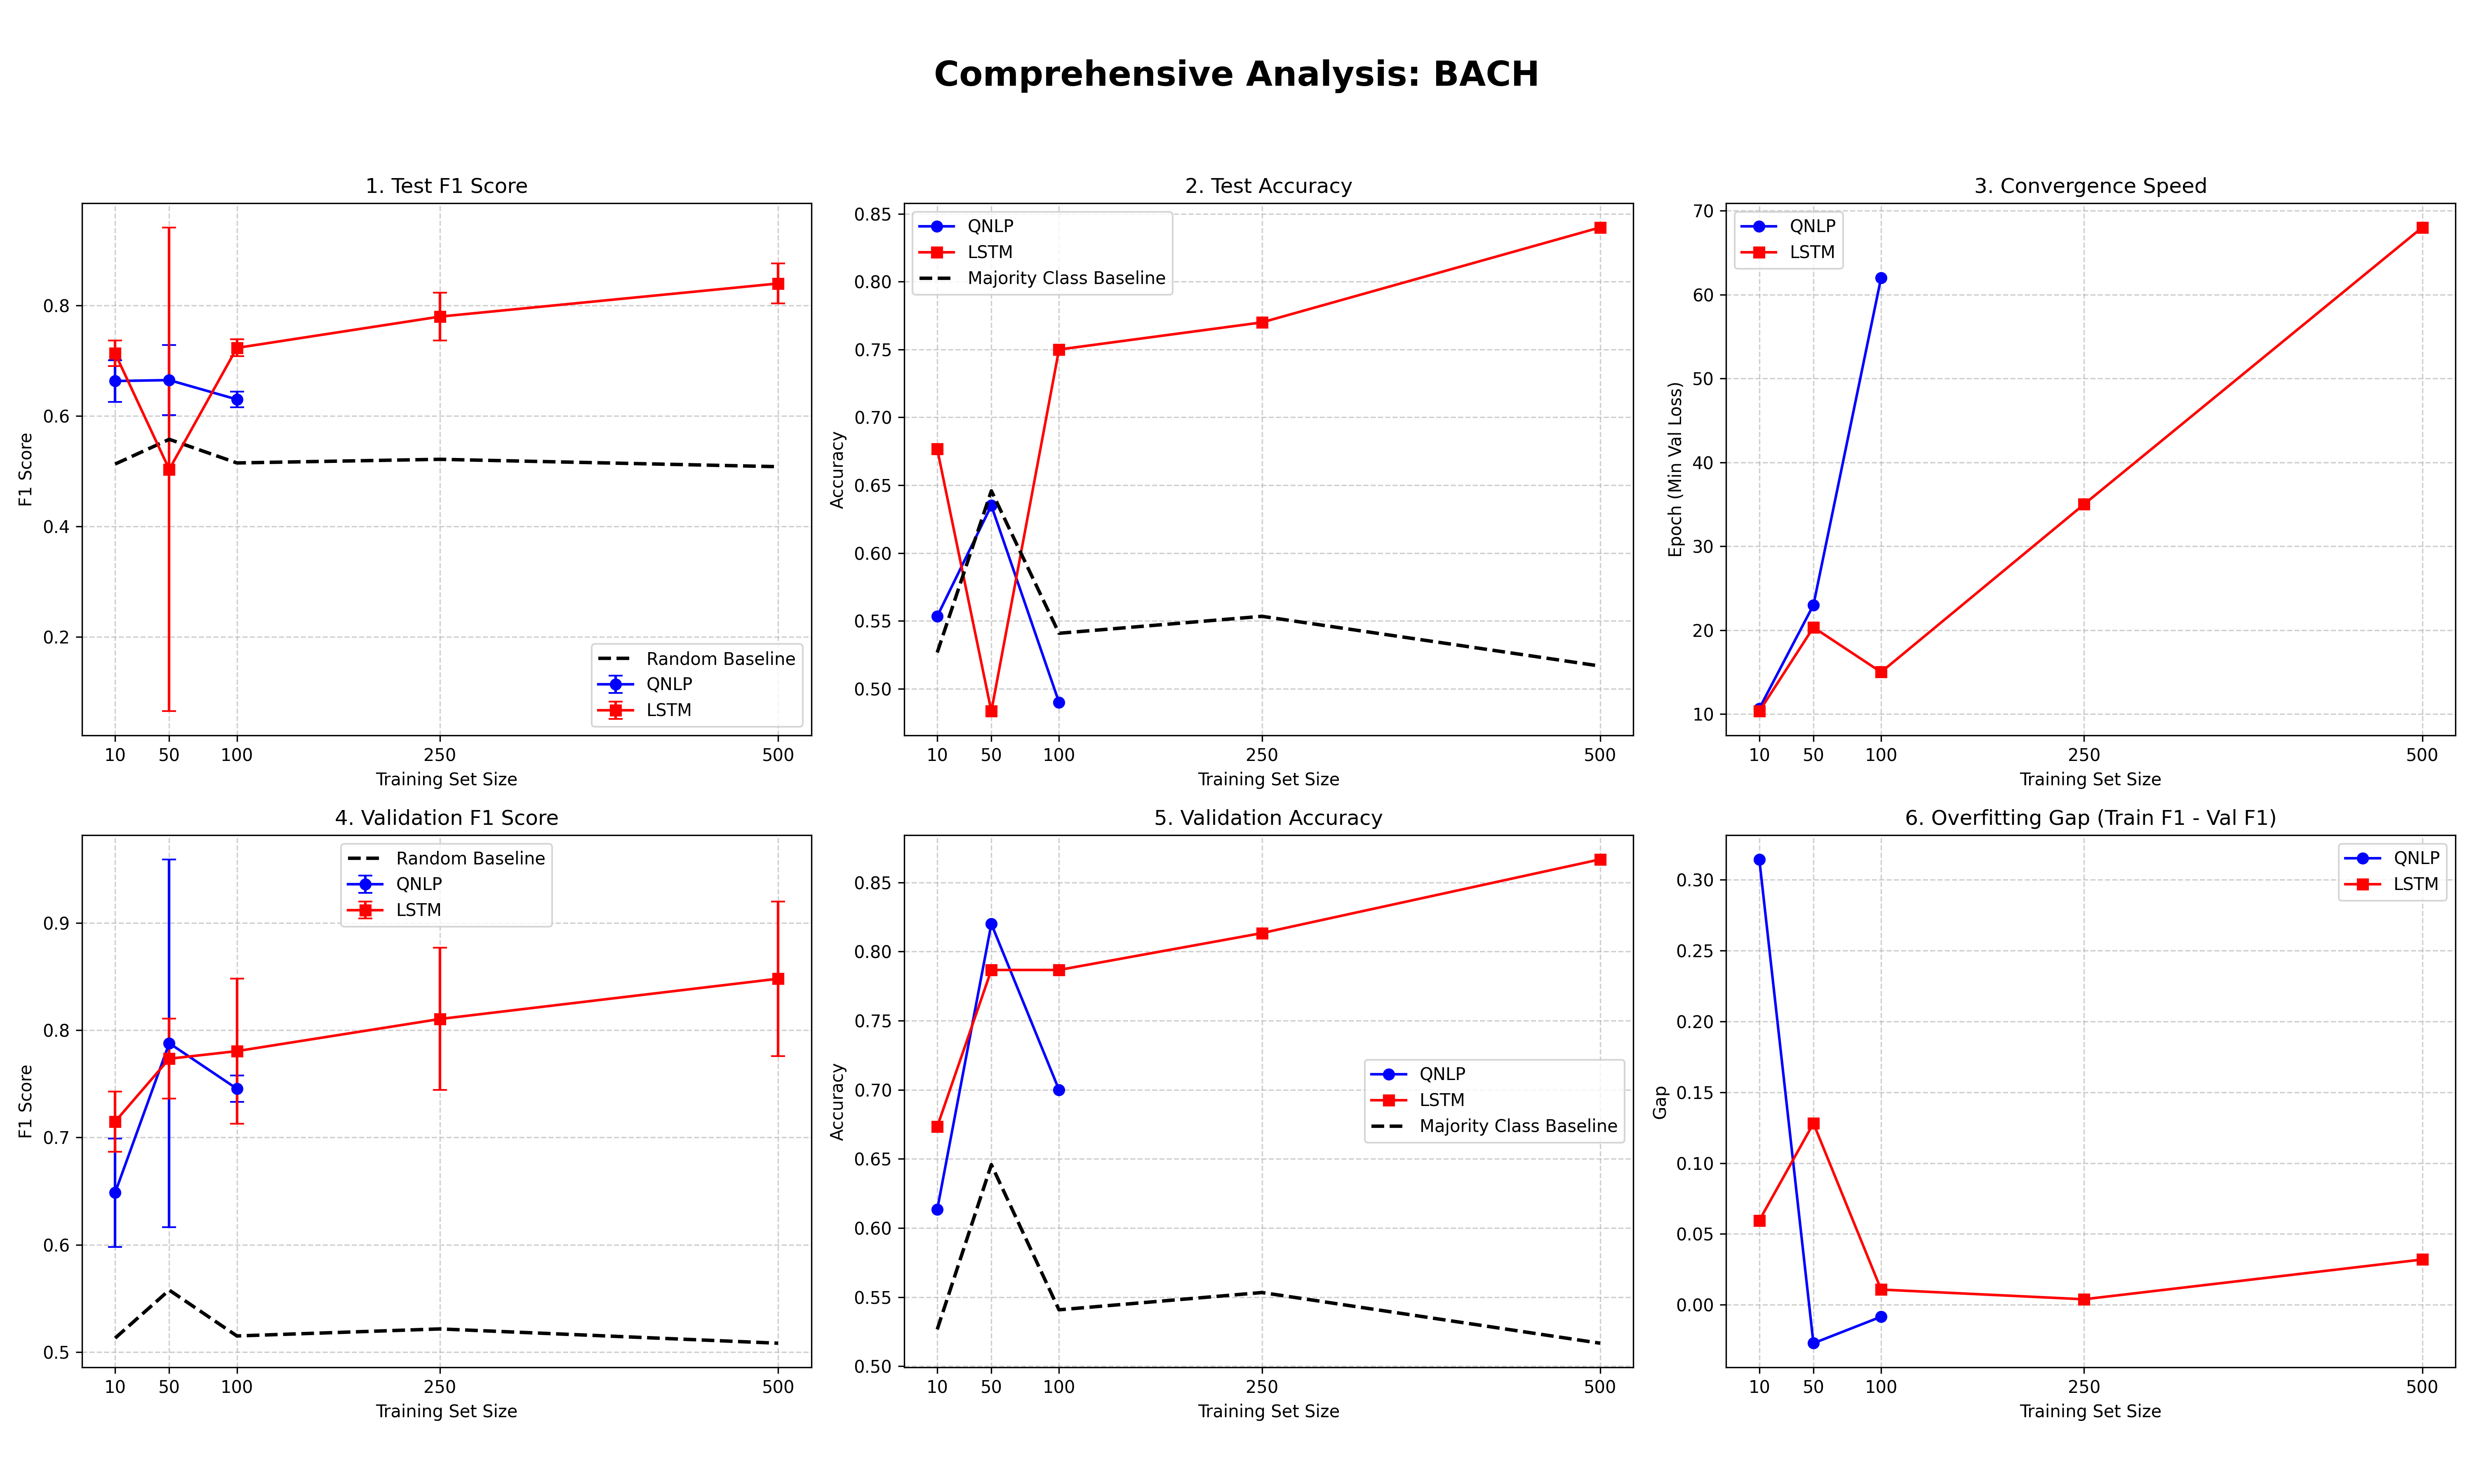 Comprehensive Analysis: BACH
1. Test F1 Score
F1 Score
0.8
0.6
0.4
0.2
Random Baseline
QNLP
LSTM
10 50 100 250 500
Training Set Size
2. Test Accuracy
Accuracy
0.85
0.80
0.75
0.70
0.65
0.60
0.55
0.50
QNLP
LSTM
Majority Class Baseline
10 50 100 250 500
Training Set Size
3. Convergence Speed
Epoch (Min Val Loss)
70
60
50
40
30
20
10
QNLP
LSTM
10 50 100 250 500
Training Set Size
4. Validation F1 Score
F1 Score
0.9
0.8
0.7
0.6
0.5
Random Baseline
QNLP
LSTM
10 50 100 250 500
Training Set Size
5. Validation Accuracy
Accuracy
0.85
0.80
0.75
0.70
0.65
0.60
0.55
0.50
QNLP
LSTM
Majority Class Baseline
10 50 100 250 500
Training Set Size
6. Overfitting Gap (Train F1 - Val F1)
Gap
0.30
0.25
0.20
0.15
0.10
0.05
0.00
QNLP
LSTM
10 50 100 250 500
Training Set Size